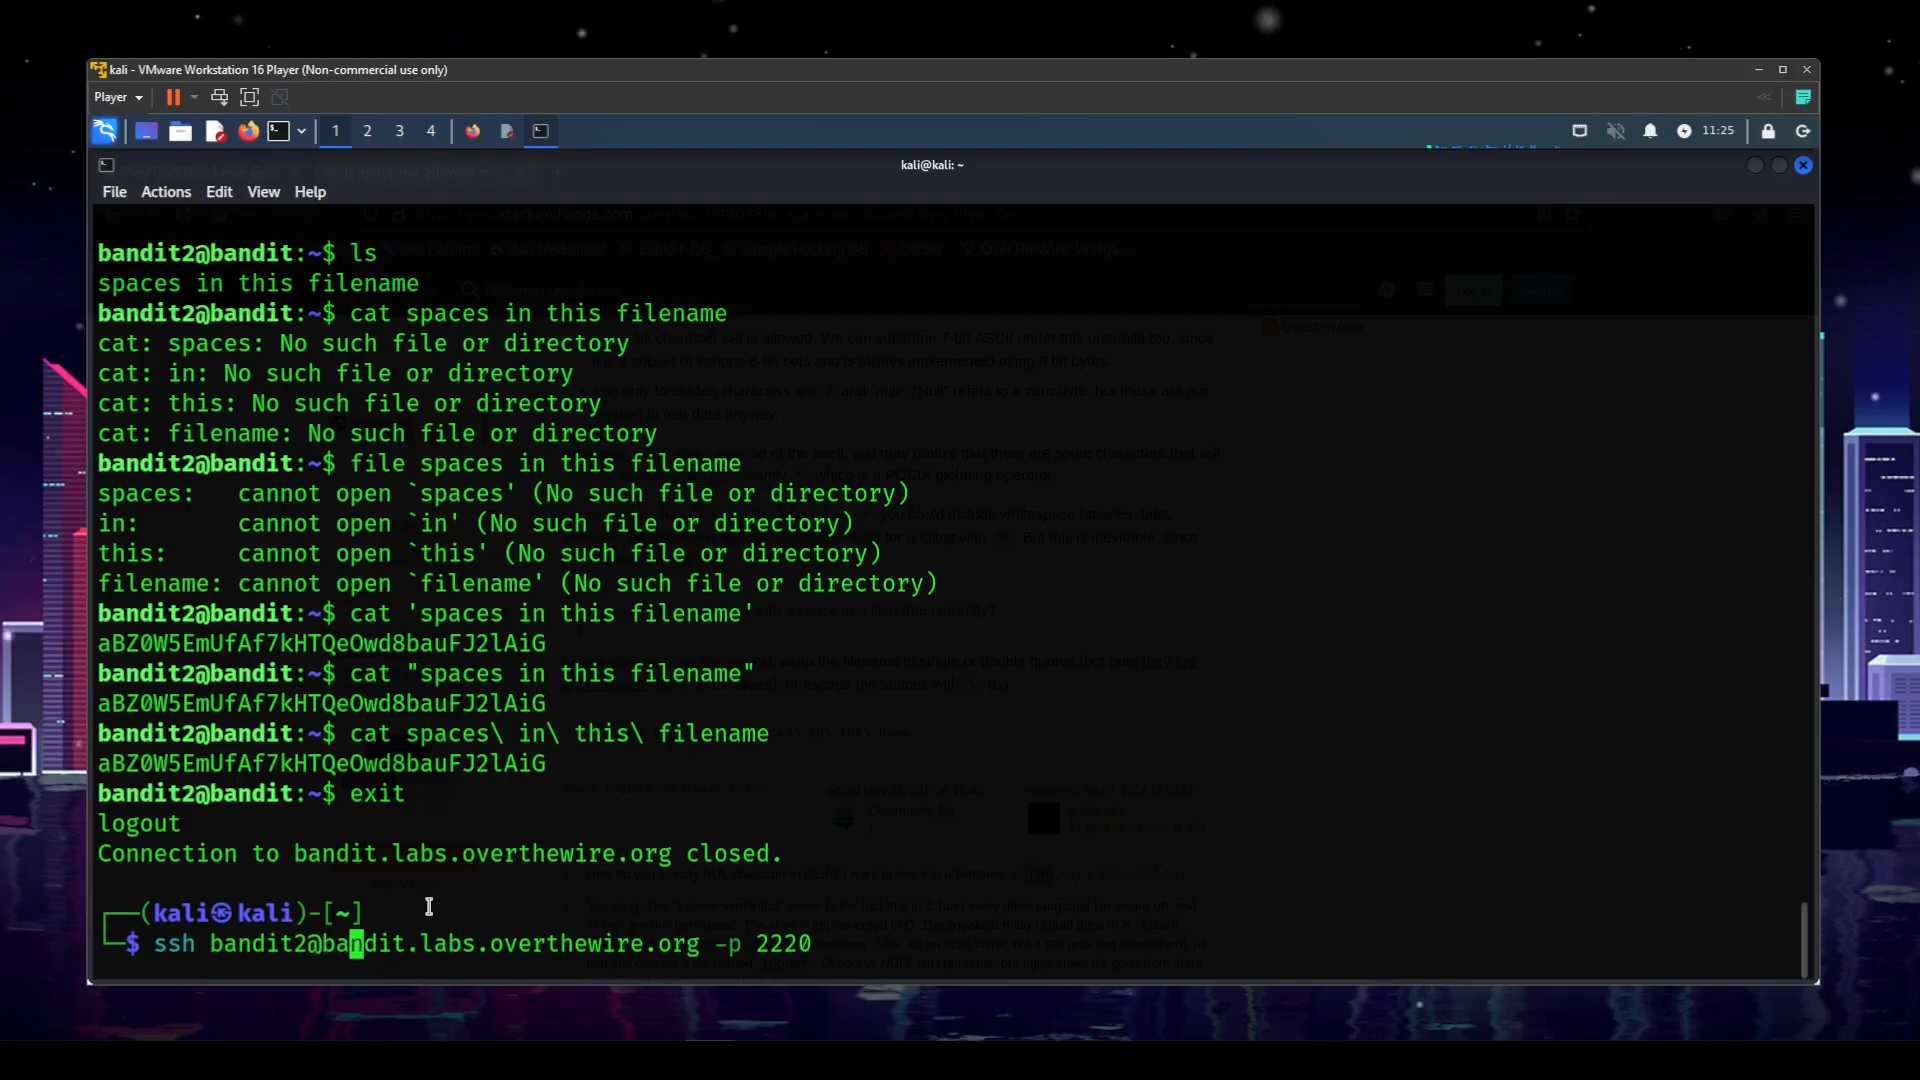 kali - VMware Workstation 16 Player (Non-commercial use only)
Player
1 2 3 4
11:25
kali@kali: ~
File Actions Edit View Help
bandit2@bandit:~$ ls
spaces in this filename
bandit2@bandit:~$ cat spaces in this filename
cat: spaces: No such file or directory
cat: in: No such file or directory
cat: this: No such file or directory
cat: filename: No such file or directory
bandit2@bandit:~$ file spaces in this filename
spaces:   cannot open `spaces' (No such file or directory)
in:       cannot open `in' (No such file or directory)
this:     cannot open `this' (No such file or directory)
filename: cannot open `filename' (No such file or directory)
bandit2@bandit:~$ cat 'spaces in this filename'
aBZ0W5EmUfAf7kHTQeOwd8bauFJ2lAiG
bandit2@bandit:~$ cat "spaces in this filename"
aBZ0W5EmUfAf7kHTQeOwd8bauFJ2lAiG
bandit2@bandit:~$ cat spaces\ in\ this\ filename
aBZ0W5EmUfAf7kHTQeOwd8bauFJ2lAiG
bandit2@bandit:~$ exit
logout
Connection to bandit.labs.overthewire.org closed.
┌──(kali㉿kali)-[~]
└─$ ssh bandit2@bandit.labs.overthewire.org -p 2220